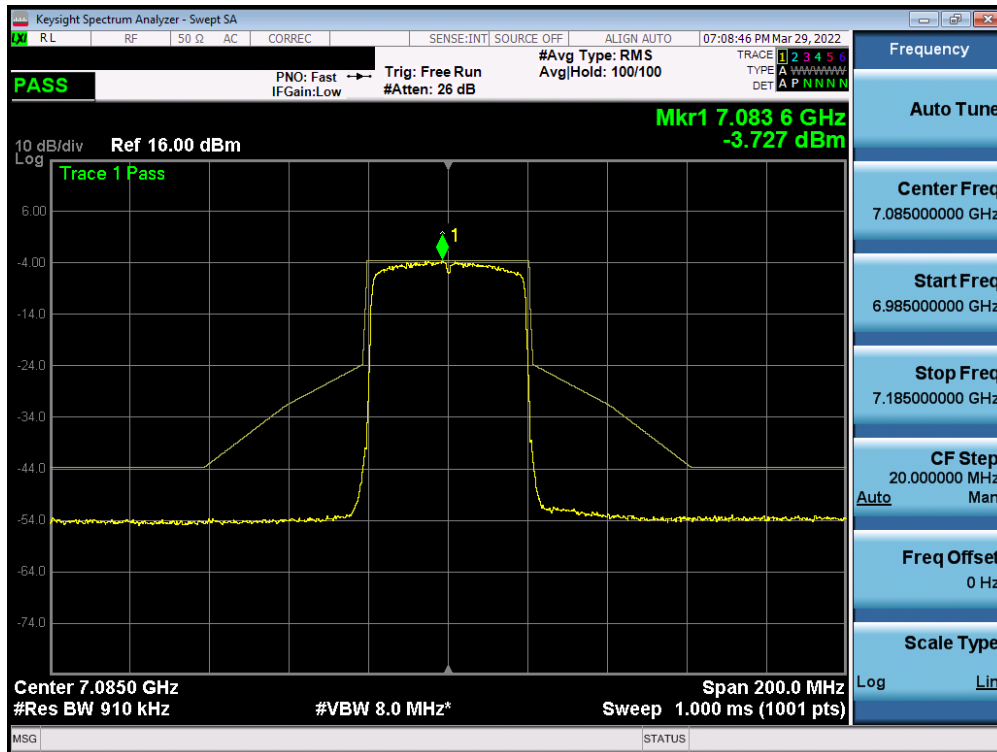 Keysight Spectrum Analyzer - Swept SA
LXI RL RF 50 Ω AC CORREC SENSE:INT SOURCE OFF ALIGN AUTO 07:08:46 PM Mar 29, 2022
PASS
PNO: Fast
IFGain:Low
Trig: Free Run
#Atten: 26 dB
#Avg Type: RMS
Avg|Hold: 100/100
TRACE 1 2 3 4 5 6
TYPE A WWWWW
DET A P N N N N
Mkr1 7.083 6 GHz
-3.727 dBm
10 dB/div Ref 16.00 dBm
Log
Trace 1 Pass
1
6.00
-4.00
-14.0
-24.0
-34.0
-44.0
-54.0
-64.0
-74.0
Center 7.0850 GHz Span 200.0 MHz
#Res BW 910 kHz #VBW 8.0 MHz* Sweep 1.000 ms (1001 pts)
MSG STATUS
Frequency
Auto Tune
Center Freq
7.085000000 GHz
Start Freq
6.985000000 GHz
Stop Freq
7.185000000 GHz
CF Step
20.000000 MHz
Auto Man
Freq Offset
0 Hz
Scale Type
Log Lin